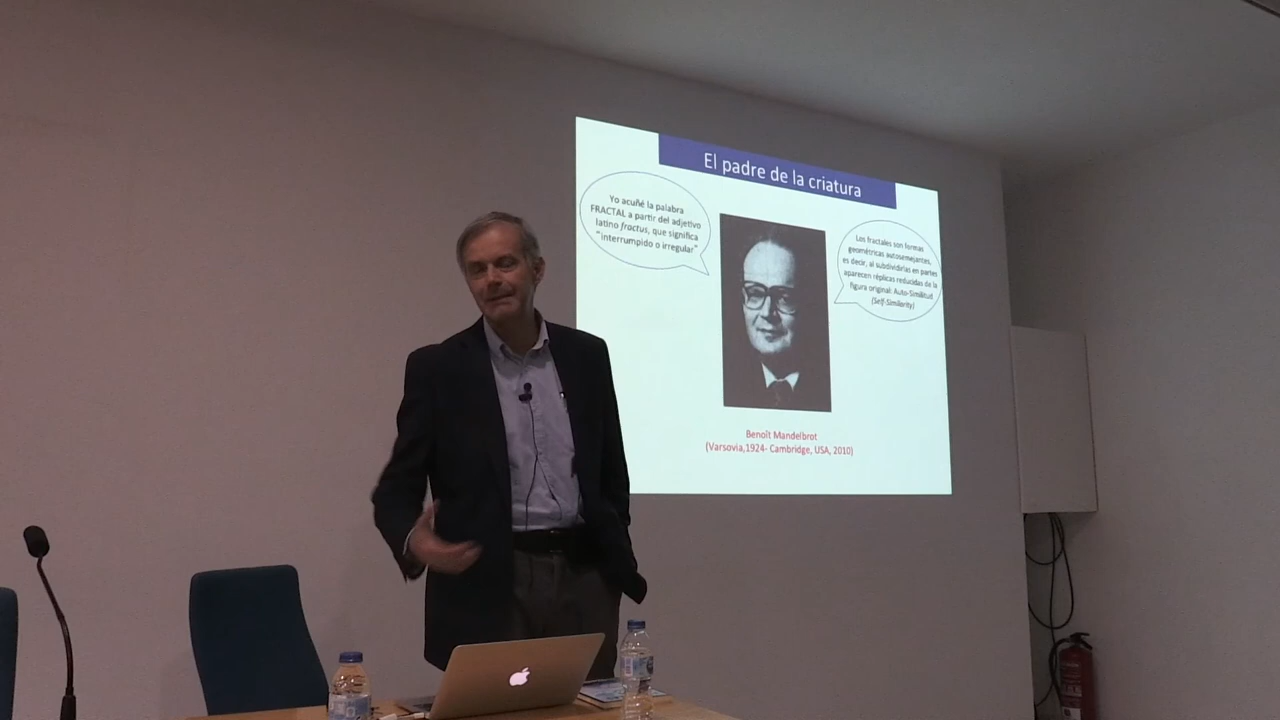 El padre de la criatura
Yo acuñé la palabra
FRACTAL a partir del adjetivo
latino fractus, que significa
"interrumpido o irregular"
Los fractales son formas
geométricas autosemejantes,
es decir, al subdividirlas en partes
aparecen réplicas reducidas de la
figura original: Auto-Similitud
(Self-Similarity)
Benoît Mandelbrot
(Varsovia,1924- Cambridge, USA, 2010)